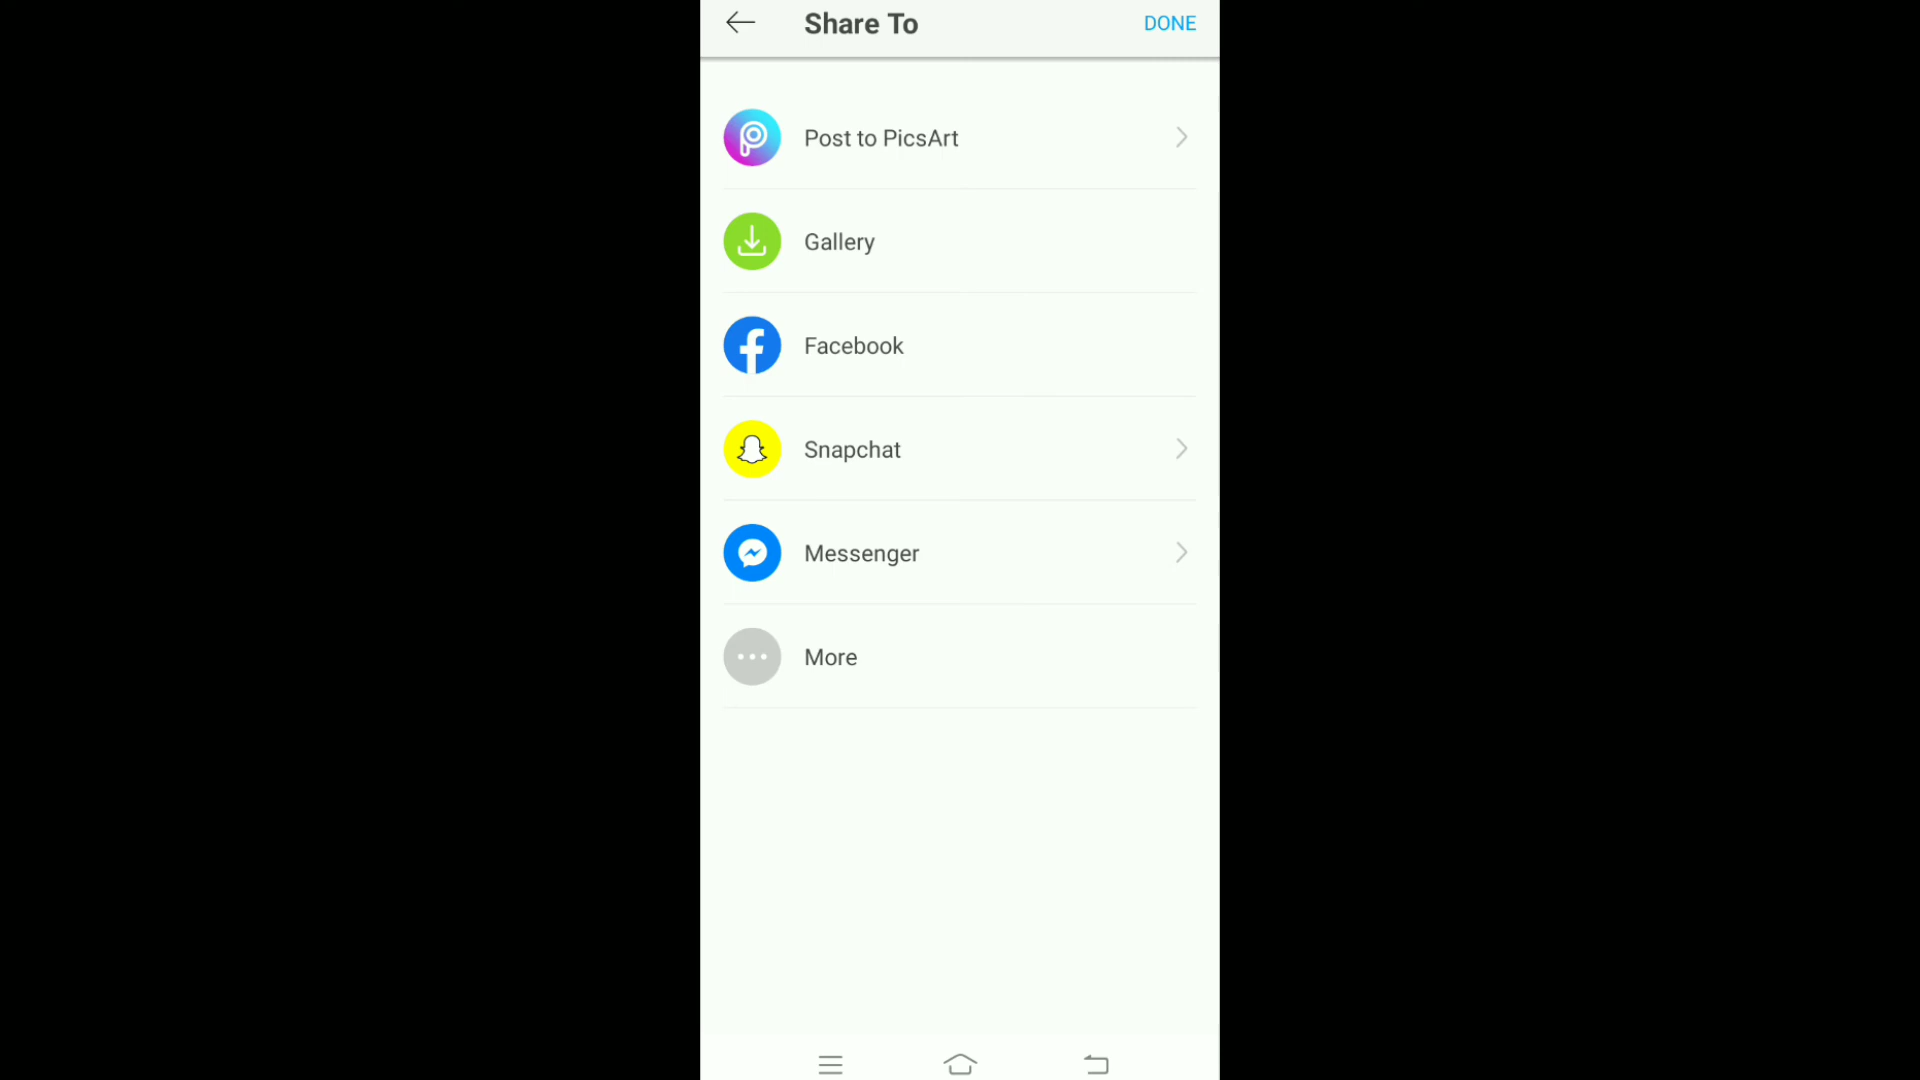 Share To
DONE
Post to PicsArt
Gallery
Facebook
Snapchat
Messenger
More